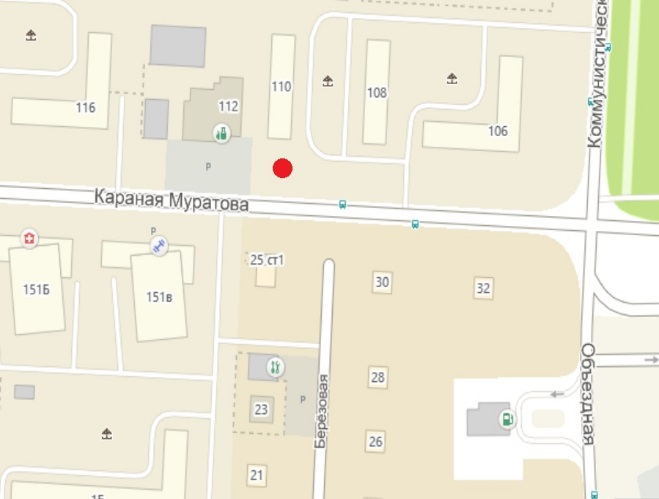 Коммунистическ
110
108
116
112
106
Р
Караная Муратова
Р
151Б
151в
25/ст1
30
32
28
Объездная
Р
Берёзовая
23
26
21
15